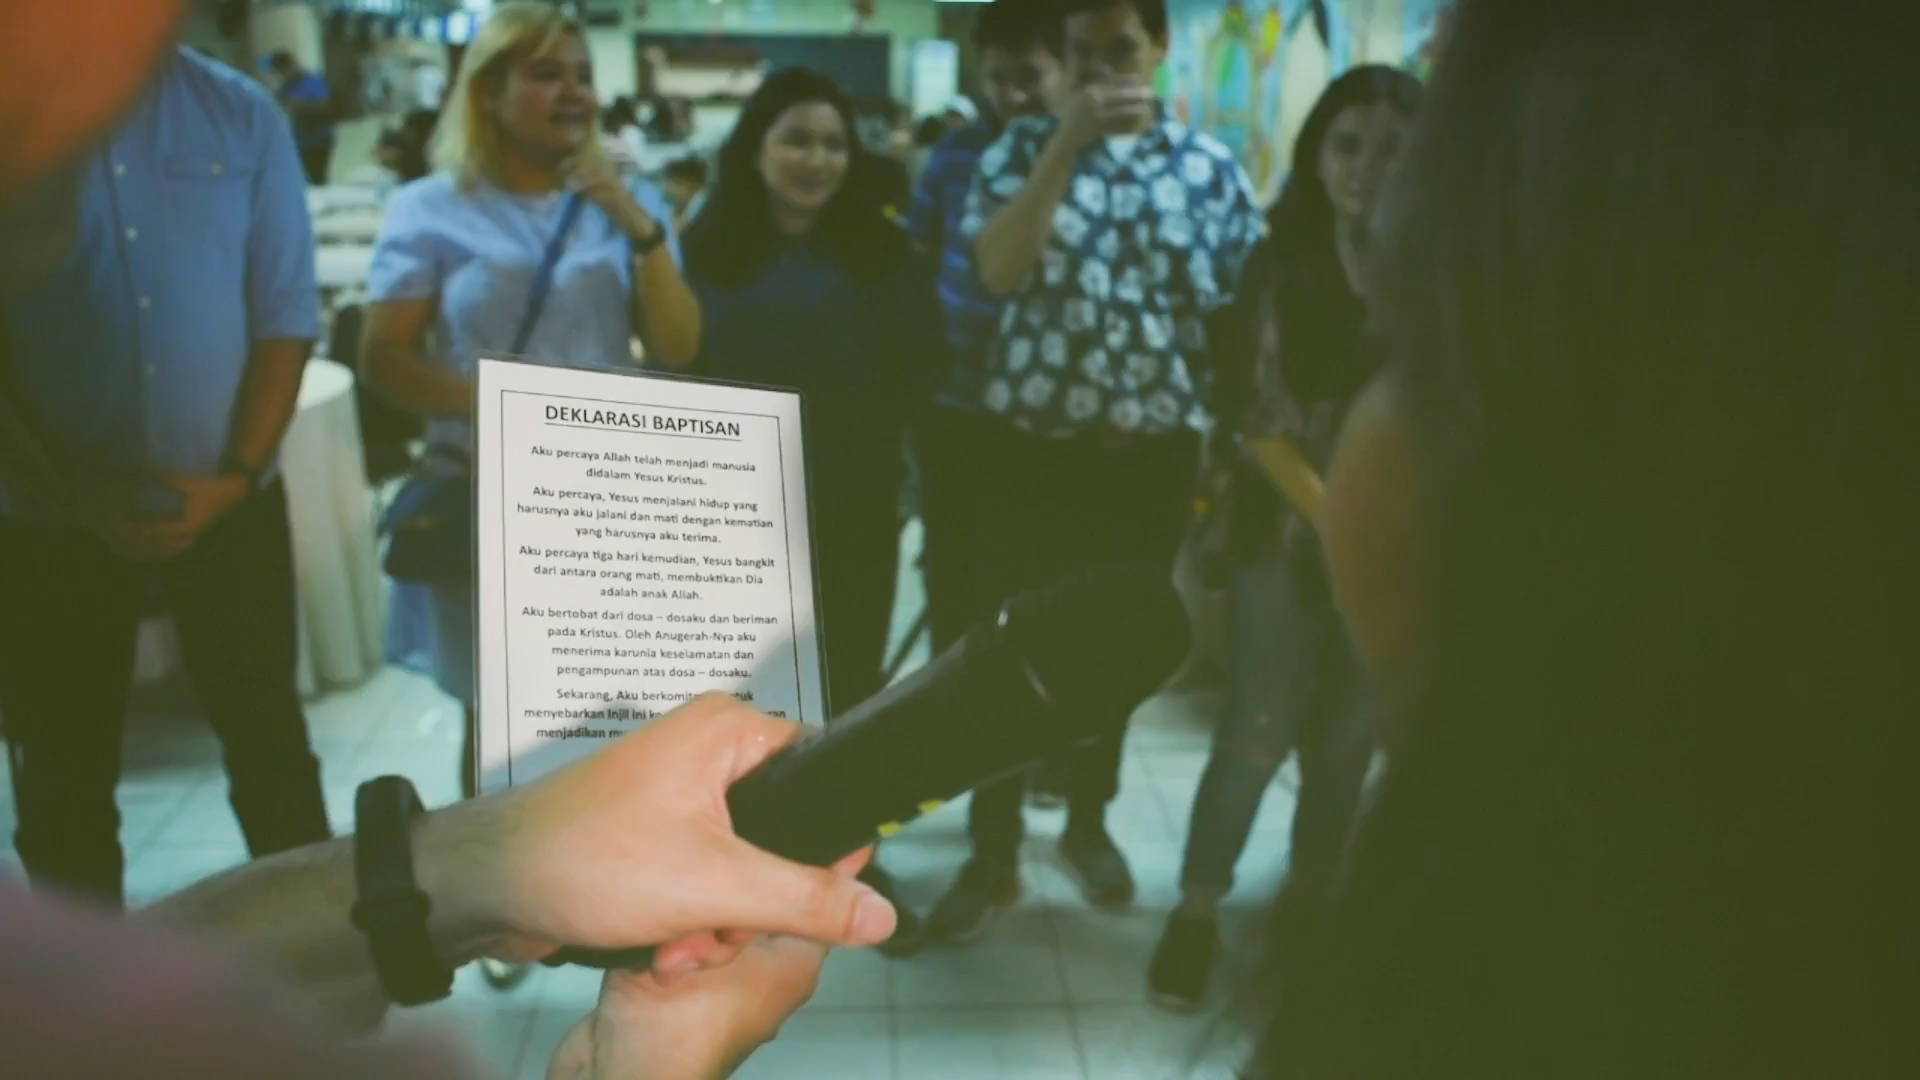 DEKLARASI BAPTISAN
Aku percaya Allah telah menjadi manusia
didalam Yesus Kristus.
Aku percaya, Yesus menjalani hidup yang
harusnya aku jalani dan mati dengan kematian
yang harusnya aku terima.
Aku percaya tiga hari kemudian, Yesus bangkit
dari antara orang mati, membuktikan Dia
adalah anak Allah.
Aku bertobat dari dosa – dosaku dan beriman
pada Kristus. Oleh Anugerah-Nya aku
menerima karunia keselamatan dan
pengampunan atas dosa – dosaku.
Sekarang, Aku
menyebarkan Injil ini
menjadikan